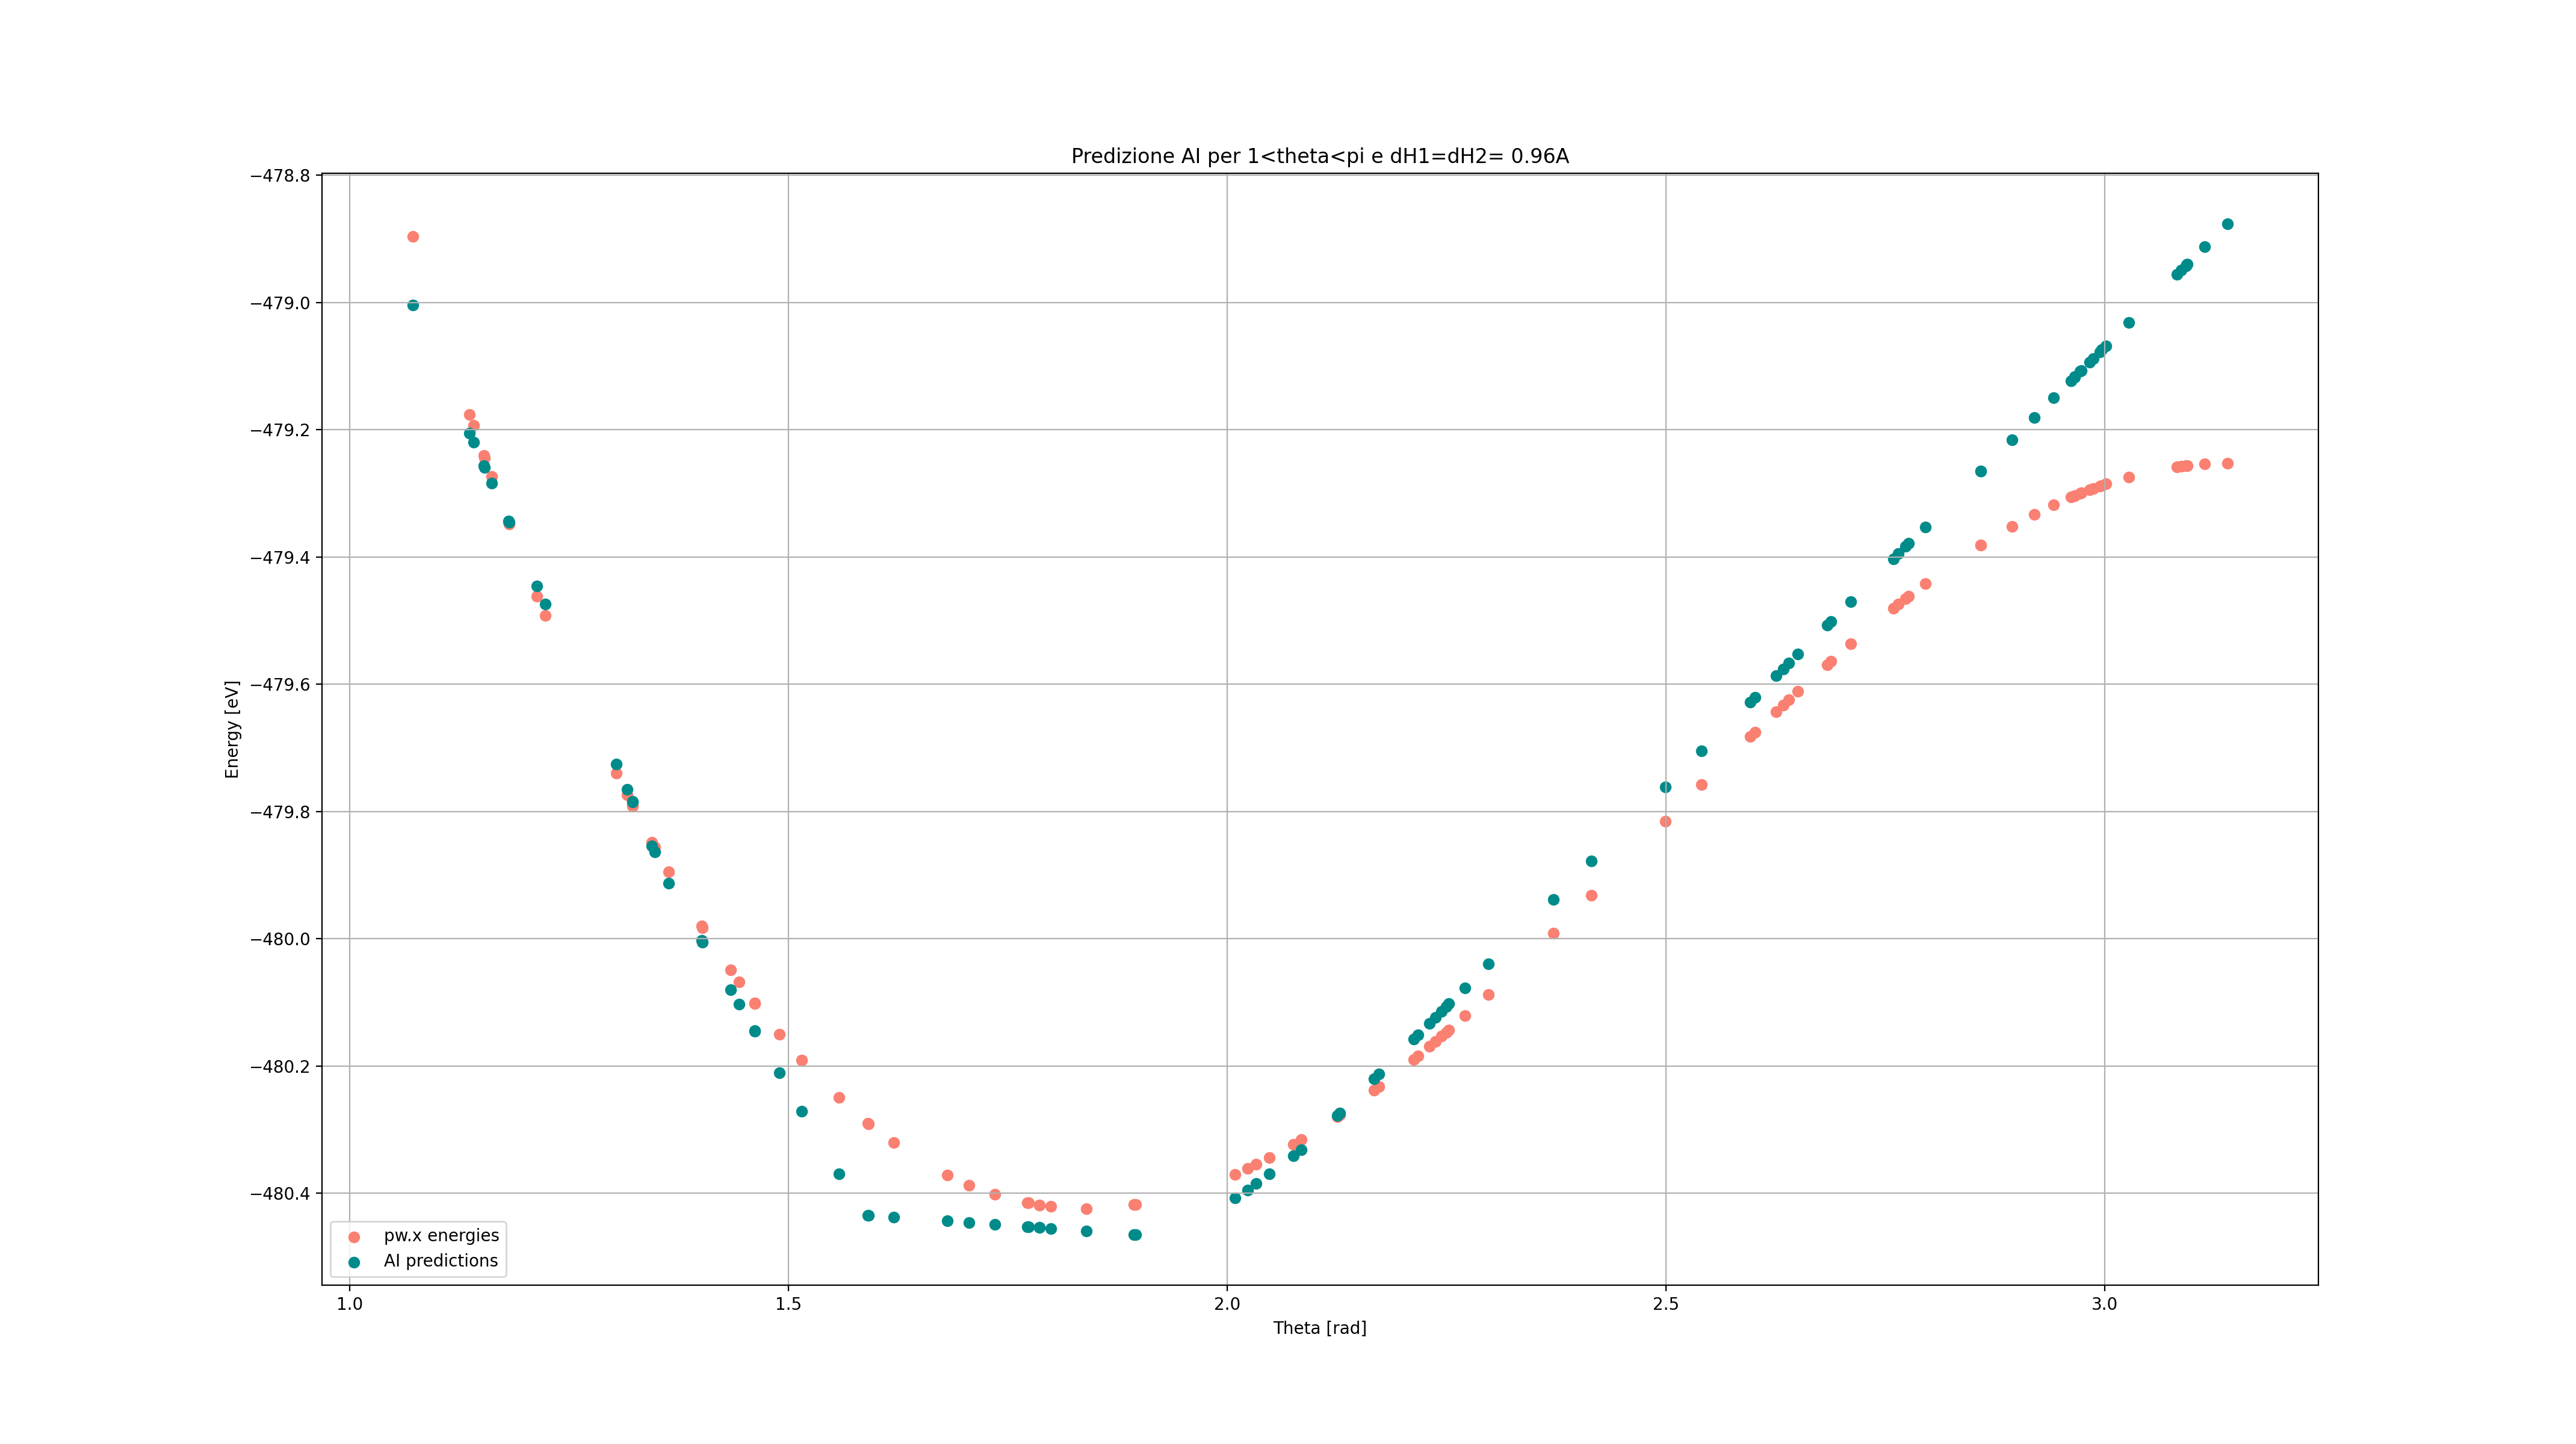 Predizione AI per 1<theta<pi e dH1=dH2= 0.96A
−478.8
−479.0
−479.2
−479.4
−479.6
−479.8
−480.0
−480.2
−480.4
Energy [eV]
pw.x energies
AI predictions
1.0 1.5 2.0 2.5 3.0
Theta [rad]